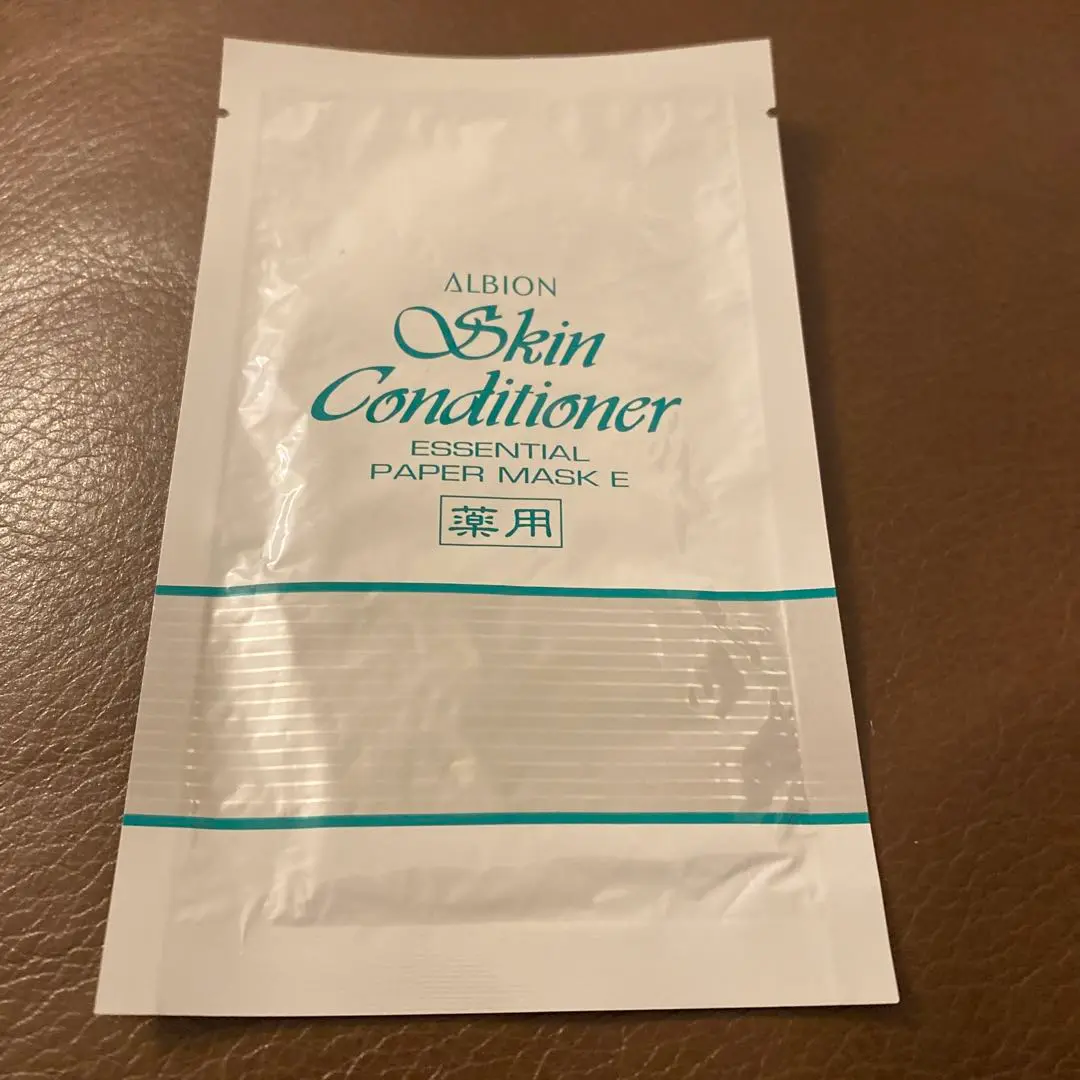 ALBION
Skin
Conditioner
ESSENTIAL
PAPER MASK E
薬用